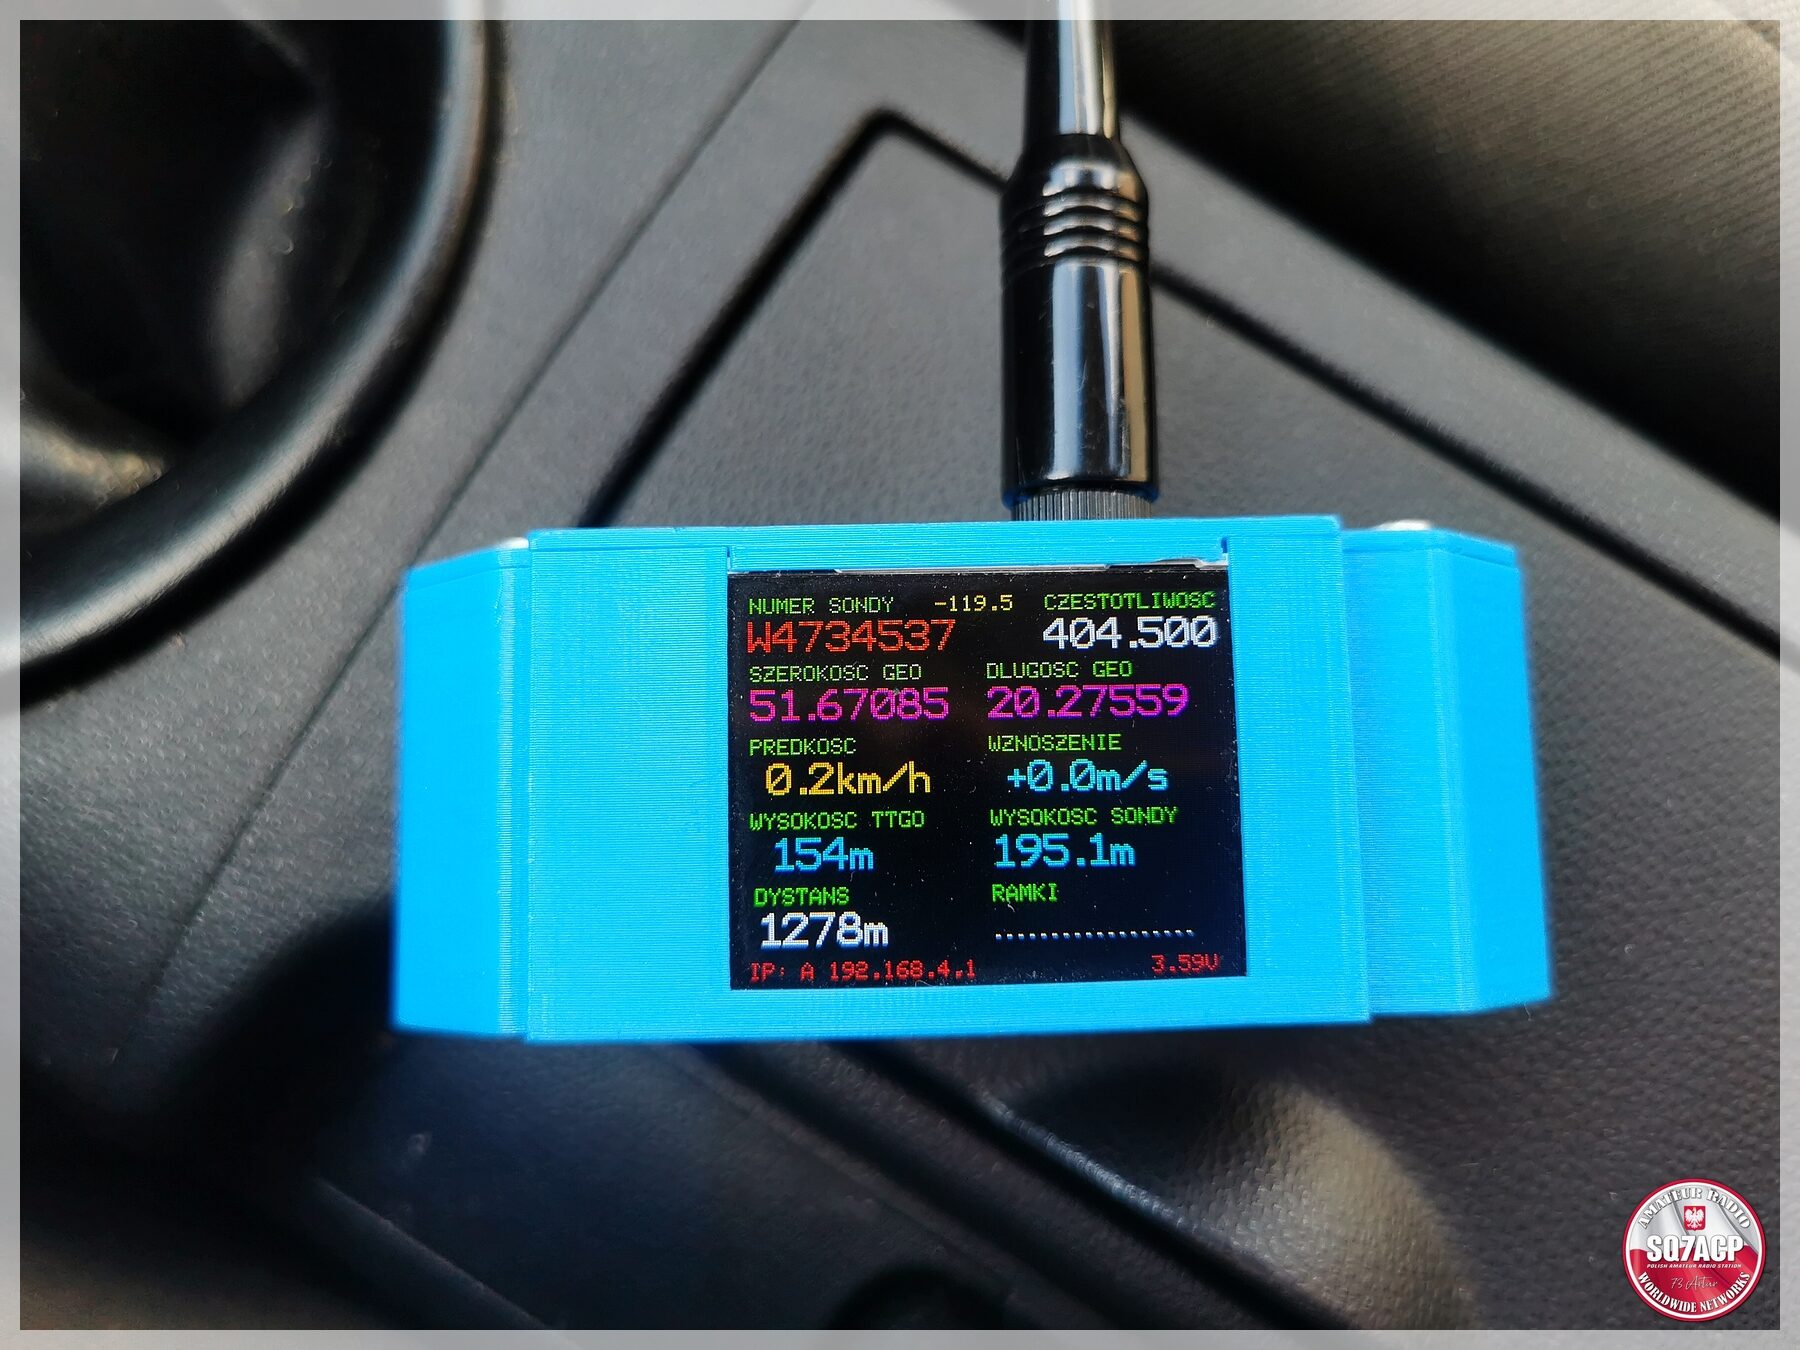 NUMER SONDY -119.5 CZESTOTLIWOSC
W4734537 404.500
SZEROKOSC GEO DLUGOSC GEO
51.67085 20.27559
PREDKOSC WZNOSZENIE
0.2km/h +0.0m/s
WYSOKOSC TTGO WYSOKOSC SONDY
154m 195.1m
DYSTANS RAMKI
1278m ..................
IP: A 192.168.4.1 3.59V
AMATEUR RADIO
SQ7AGP
POLISH AMATEUR RADIO STATION
73 Artur
WORLDWIDE NETWORKS